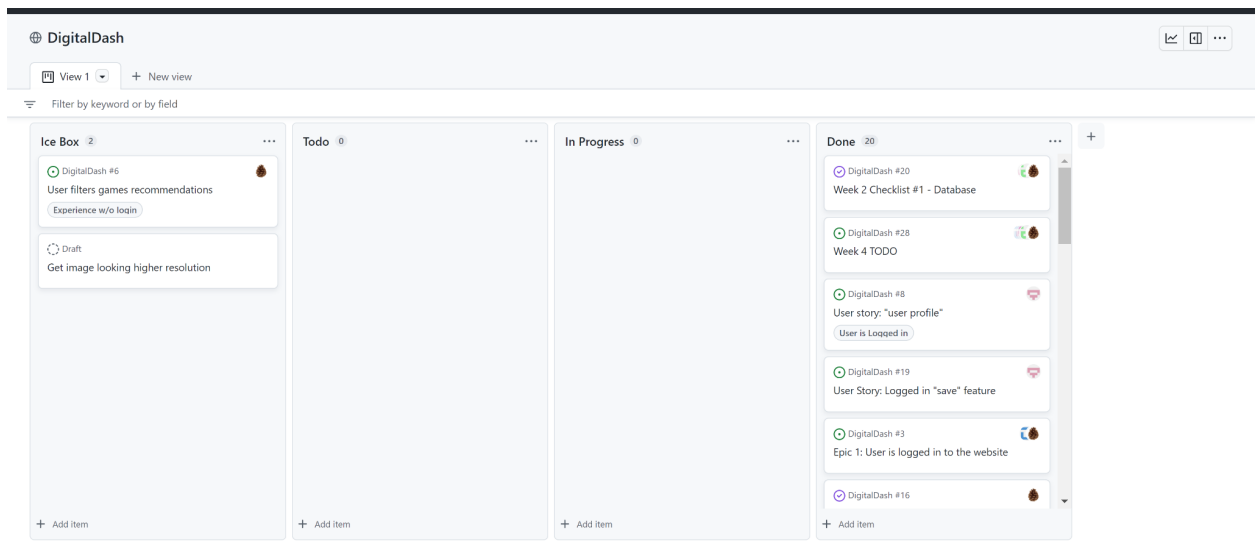 DigitalDash
View 1
New view
Filter by keyword or by field
Ice Box 2
DigitalDash #6
User filters games recommendations
Experience w/o login
Draft
Get image looking higher resolution
+ Add item
Todo 0
+ Add item
In Progress 0
+ Add item
Done 20
DigitalDash #20
Week 2 Checklist #1 - Database
DigitalDash #28
Week 4 TODO
DigitalDash #8
User story: "user profile"
User is Logged in
DigitalDash #19
User Story: Logged in "save" feature
DigitalDash #3
Epic 1: User is logged in to the website
DigitalDash #16
+ Add item